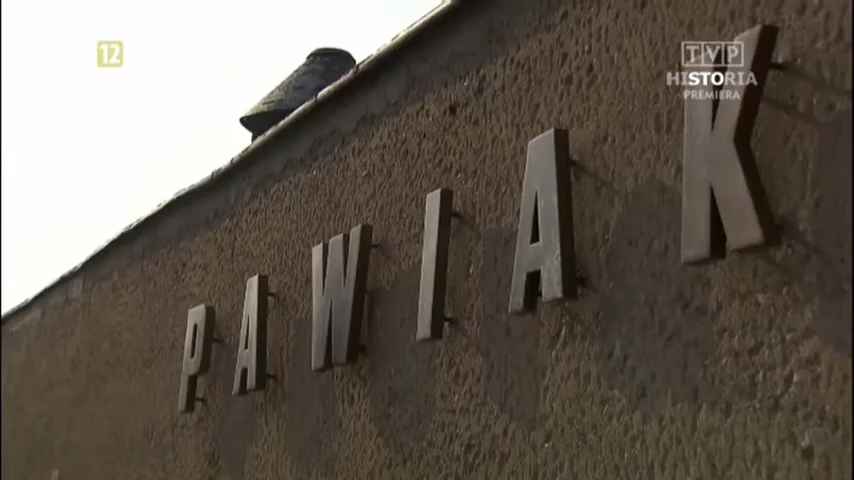 12
TVP
HISTORIA
PREMIERA
PAWIAK